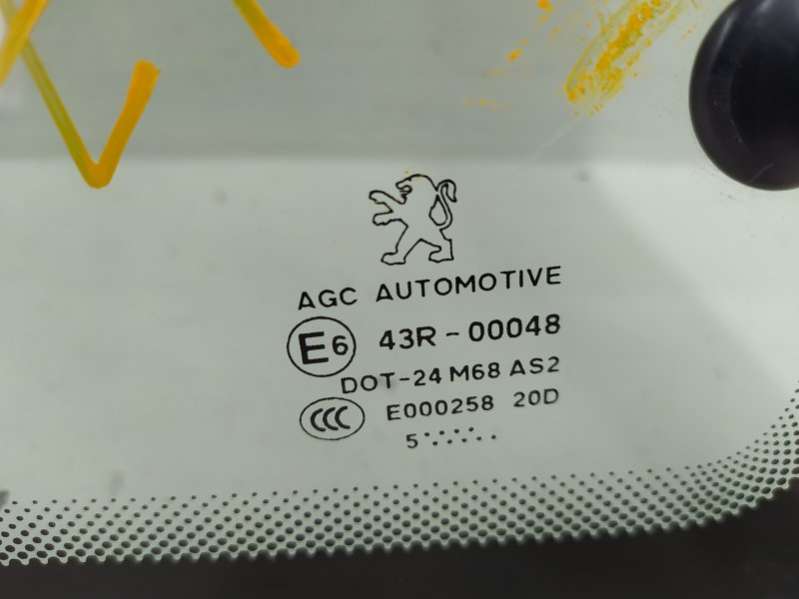 AGC AUTOMOTIVE
E6 43R-00048
DOT-24 M68 AS2
CCC E000258 20D
5